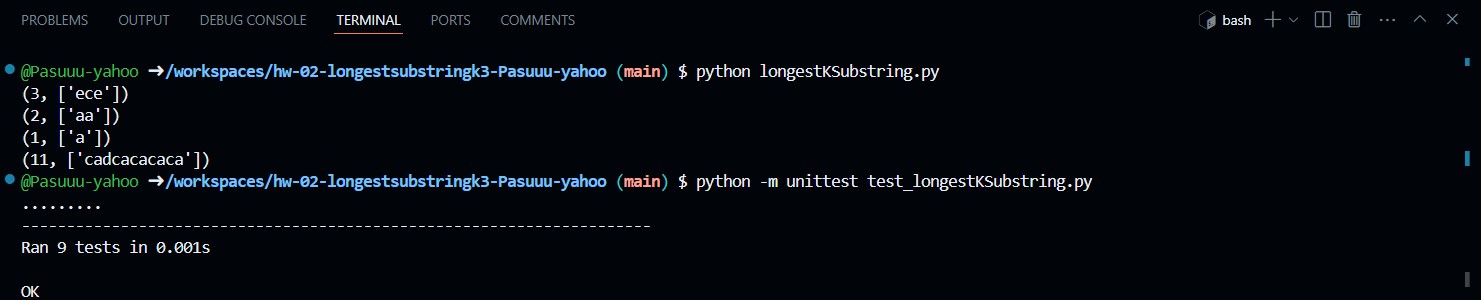 PROBLEMS OUTPUT DEBUG CONSOLE TERMINAL PORTS COMMENTS bash
@Pasuuu-yahoo ➜/workspaces/hw-02-longestsubstringk3-Pasuuu-yahoo (main) $ python longestKSubstring.py
(3, ['ece'])
(2, ['aa'])
(1, ['a'])
(11, ['cadcacacaca'])
@Pasuuu-yahoo ➜/workspaces/hw-02-longestsubstringk3-Pasuuu-yahoo (main) $ python -m unittest test_longestKSubstring.py
.........
----------------------------------------------------------------------
Ran 9 tests in 0.001s
OK